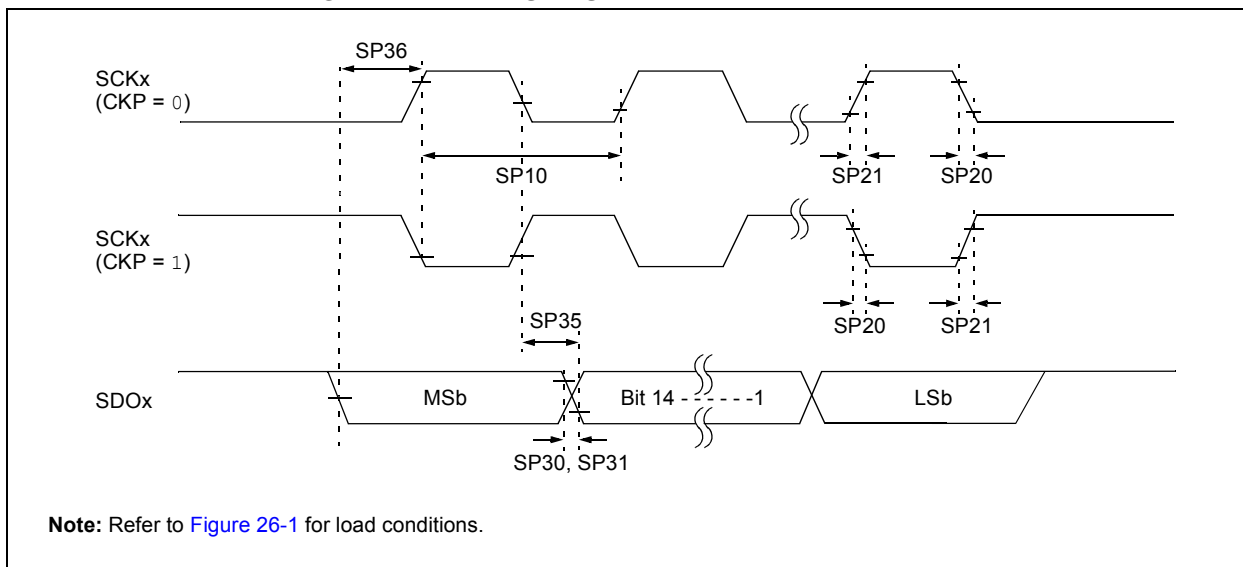 SP36
SCKx
(CKP = 0)
SP10
SP21
SP20
SCKx
(CKP = 1)
SP35
SP20
SP21
SDOx
MSb
Bit 14 - - - - - -1
LSb
SP30, SP31
Note: Refer to Figure 26-1 for load conditions.